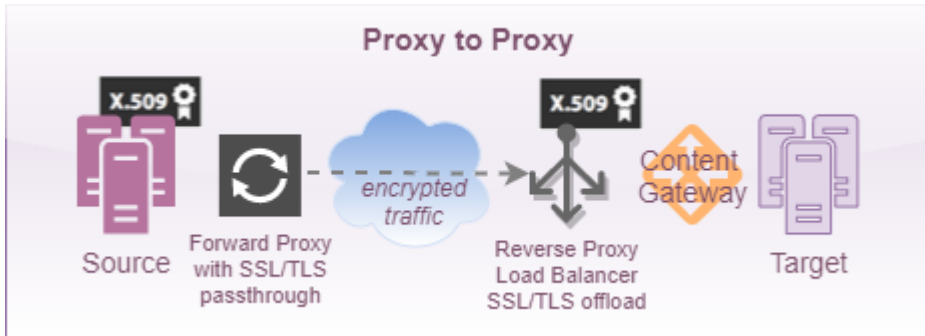 Proxy to Proxy
X.509
X.509
encrypted
traffic
Content
Gateway
Source
Forward Proxy
with SSL/TLS
passthrough
Reverse Proxy
Load Balancer
SSL/TLS offload
Target